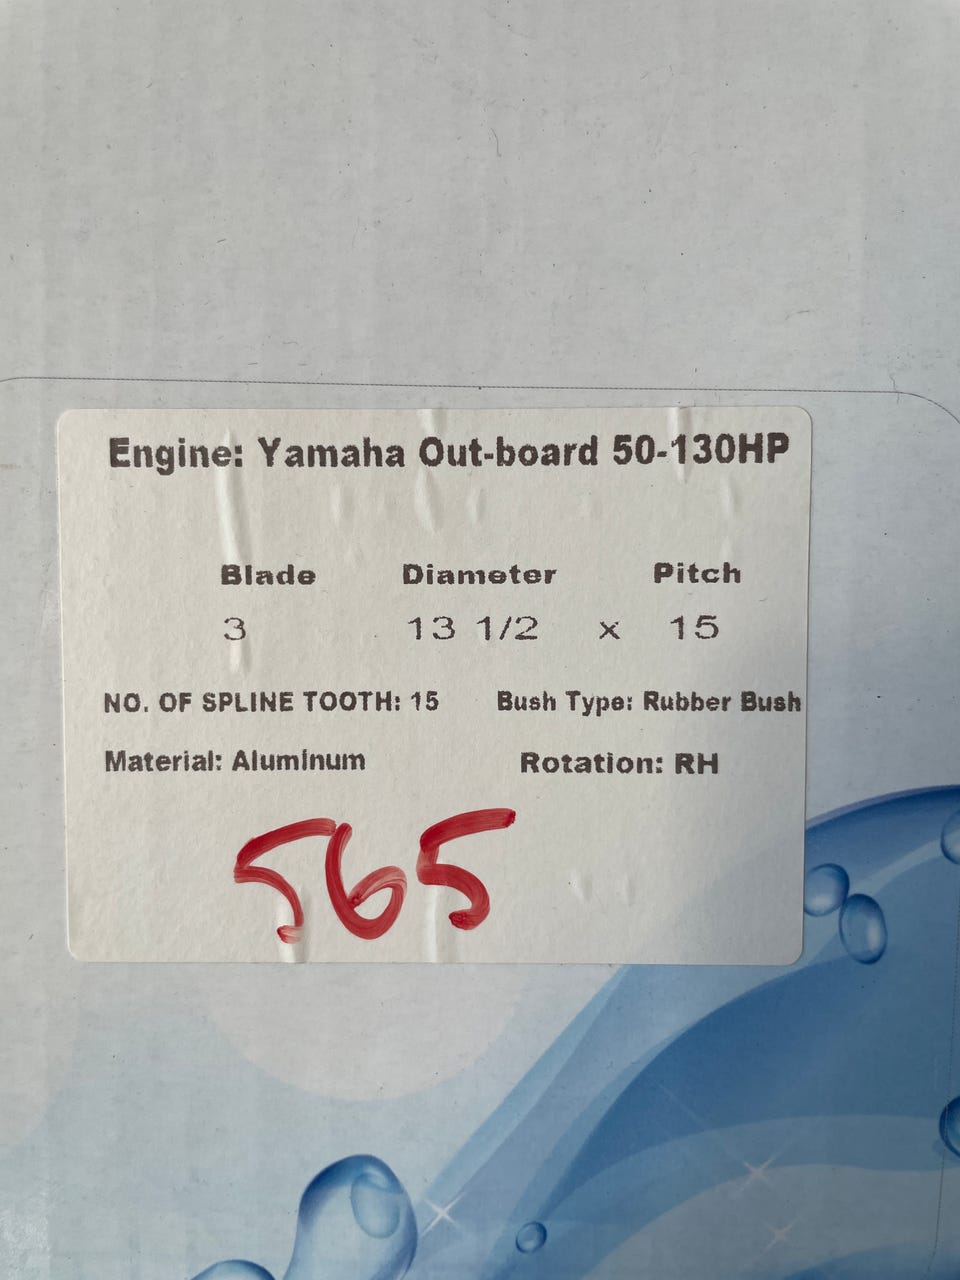 Engine: Yamaha Out-board 50-130HP
Blade Diameter Pitch
3 13 1/2 x 15
NO. OF SPLINE TOOTH: 15 Bush Type: Rubber Bush
Material: Aluminum Rotation: RH
565